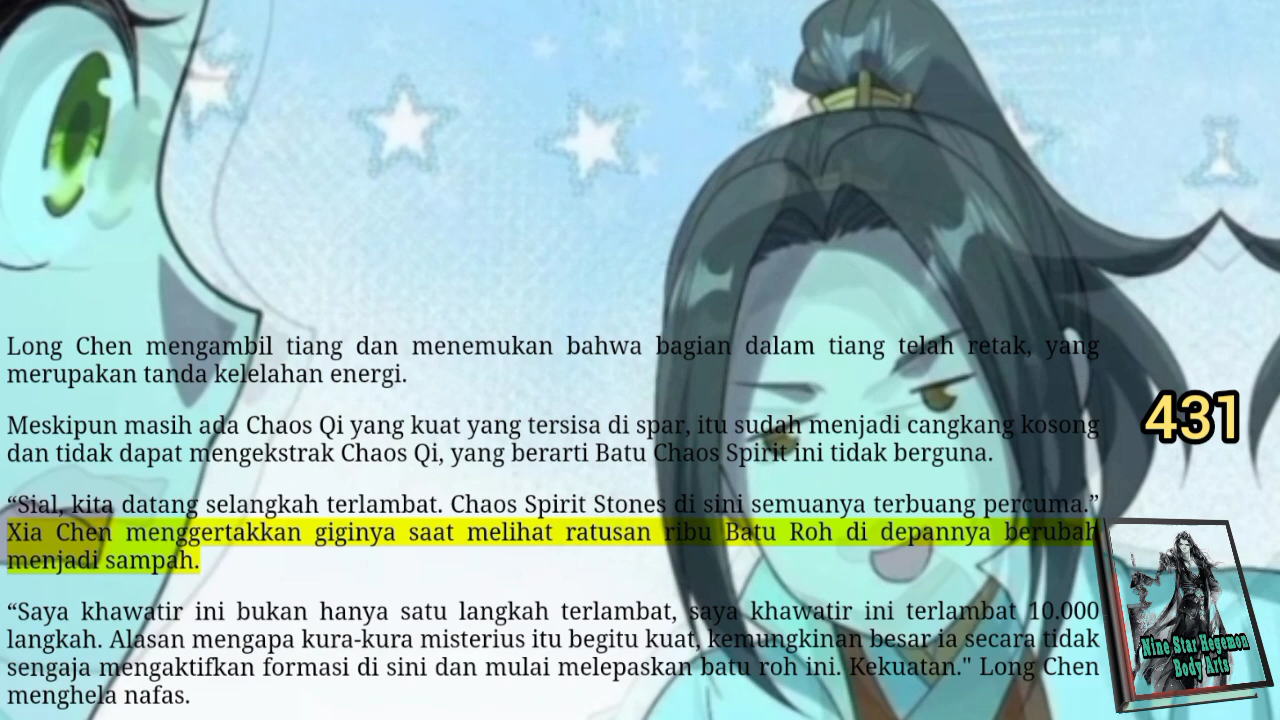 Long Chen mengambil tiang dan menemukan bahwa bagian dalam tiang telah retak, yang
merupakan tanda kelelahan energi.
Meskipun masih ada Chaos Qi yang kuat yang tersisa di spar, itu sudah menjadi cangkang kosong
dan tidak dapat mengekstrak Chaos Qi, yang berarti Batu Chaos Spirit ini tidak berguna.
“Sial, kita datang selangkah terlambat. Chaos Spirit Stones di sini semuanya terbuang percuma.”
Xia Chen menggertakkan giginya saat melihat ratusan ribu Batu Roh di depannya berubah
menjadi sampah.
“Saya khawatir ini bukan hanya satu langkah terlambat, saya khawatir ini terlambat 10.000
langkah. Alasan mengapa kura-kura misterius itu begitu kuat, kemungkinan besar ia secara tidak
sengaja mengaktifkan formasi di sini dan nulai melepaskan batu roh ini. Kekuatan." Long Chen
menghela nafas.
431
Nine Star Hegemon
Body Arts